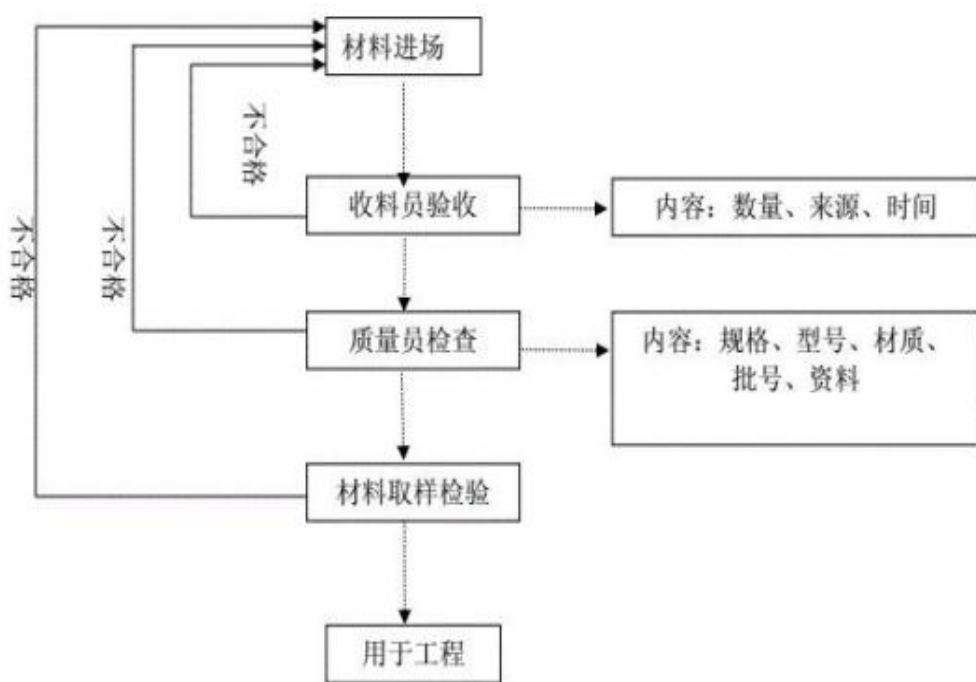 材料进场
不合格
收料员验收
内容：数量、来源、时间
不合格
不合格
质量员检查
内容：规格、型号、材质、
批号、资料
材料取样检验
用于工程